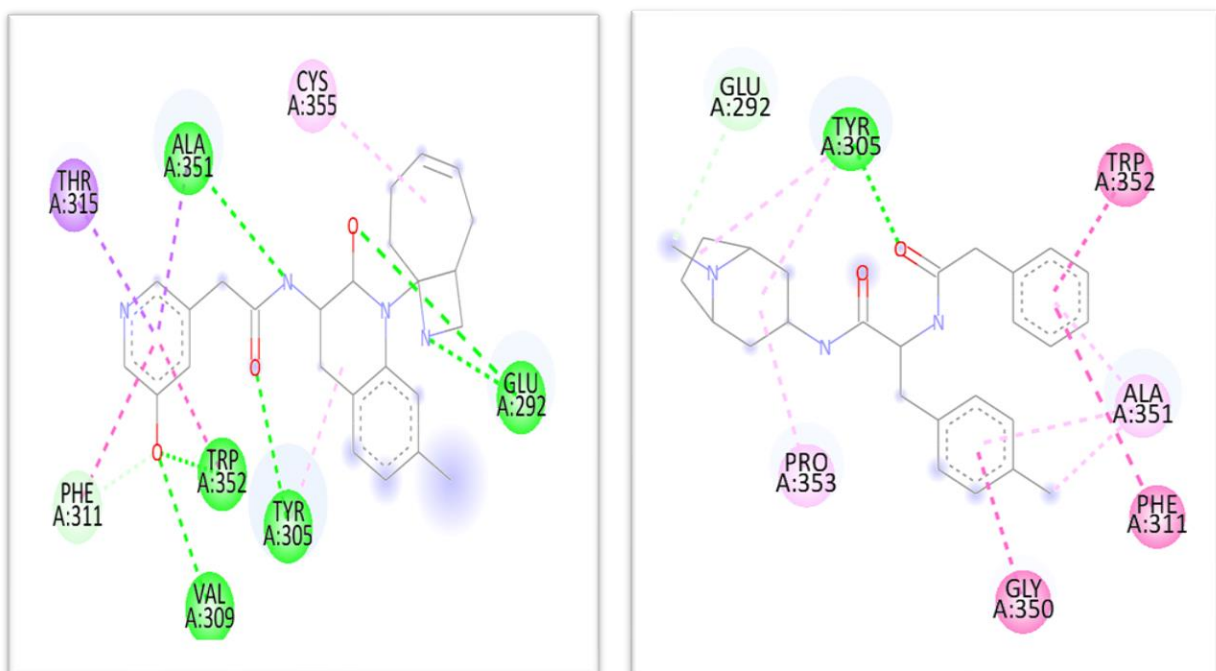 CYS
A:355
ALA
A:351
THR
A:315
O
N
N
N
O
N
O
GLU
A:292
TRP
A:352
PHE
A:311
TYR
A:305
VAL
A:309
GLU
A:292
TYR
A:305
TRP
A:352
N
O
O
N
N
ALA
A:351
PRO
A:353
PHE
A:311
GLY
A:350